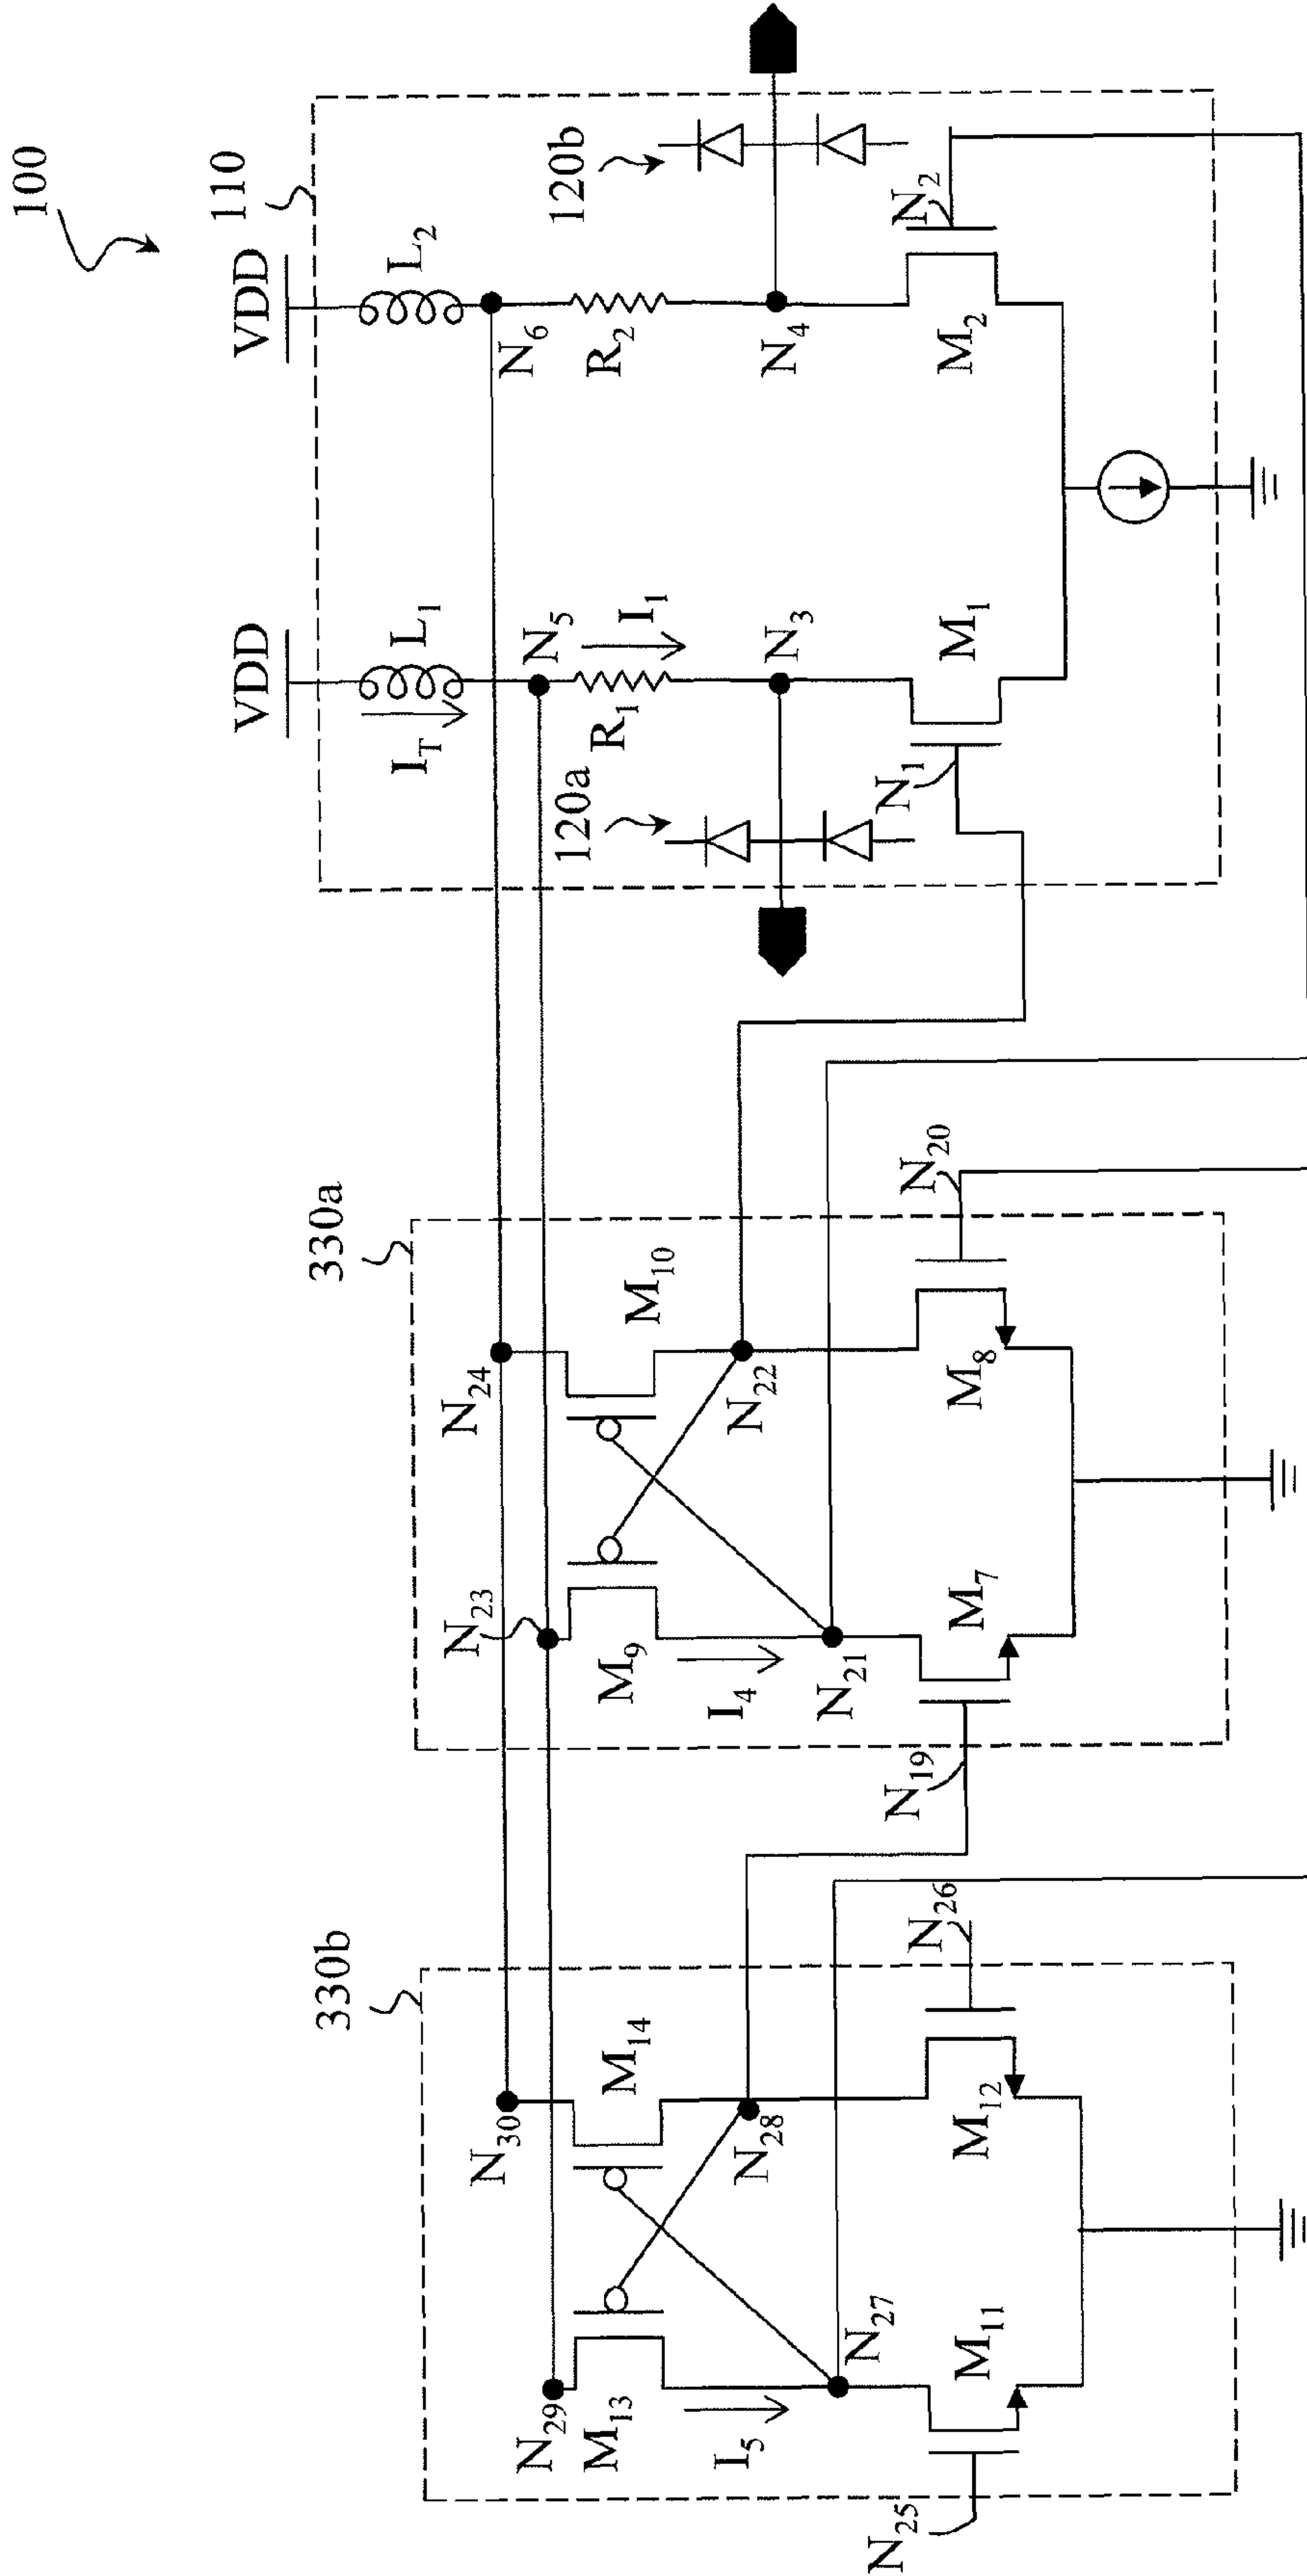 100
110
VDD
VDD
L2
L1
IT
N6
N5
R2
R1
I1
120b
120a
N4
N3
N2
N1
M2
M1
330a
N24
N23
M10
M9
I4
N22
N21
N20
N19
M8
M7
330b
N30
N29
M14
M13
I5
N28
N27
N26
N25
M12
M11